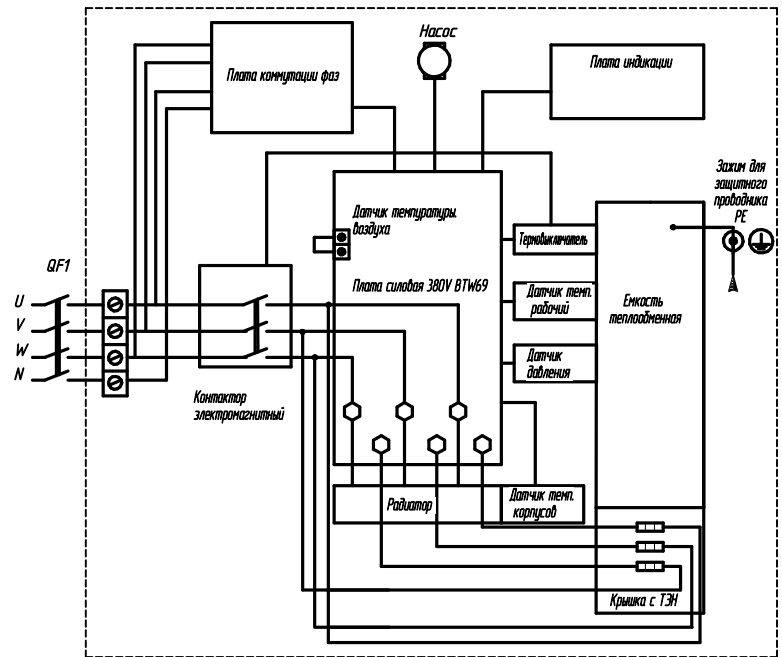 Насос
Плата коммутации фаз
Плата индикации
Зажим для
защитного
проводника
PE
Датчик температуры.
воздуха
Термовыключатель
QF1
U
V
W
N
Плата силовая 380V BTW69
Датчик темп.
рабочий
Емкость
теплообменная
Датчик
давления
Контактор
электромагнитный
Радиатор
Датчик темп.
корпусов
Крышка с ТЭН